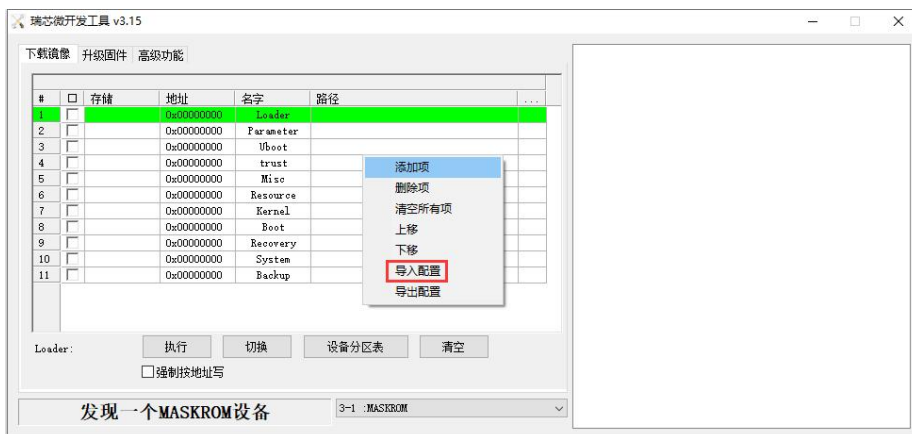 瑞芯微开发工具 v3.15
下载镜像 升级固件 高级功能
# 存储 地址 名字 路径 ...
1 0x00000000 Loader
2 0x00000000 Parameter
3 0x00000000 Uboot
4 0x00000000 trust
5 0x00000000 Misc
6 0x00000000 Resource
7 0x00000000 Kernel
8 0x00000000 Boot
9 0x00000000 Recovery
10 0x00000000 System
11 0x00000000 Backup
添加项
删除项
清空所有项
上移
下移
导入配置
导出配置
Loader: 执行 切换 设备分区表 清空
强制按地址写
发现一个MASKROM设备 3-1 :MASKROM